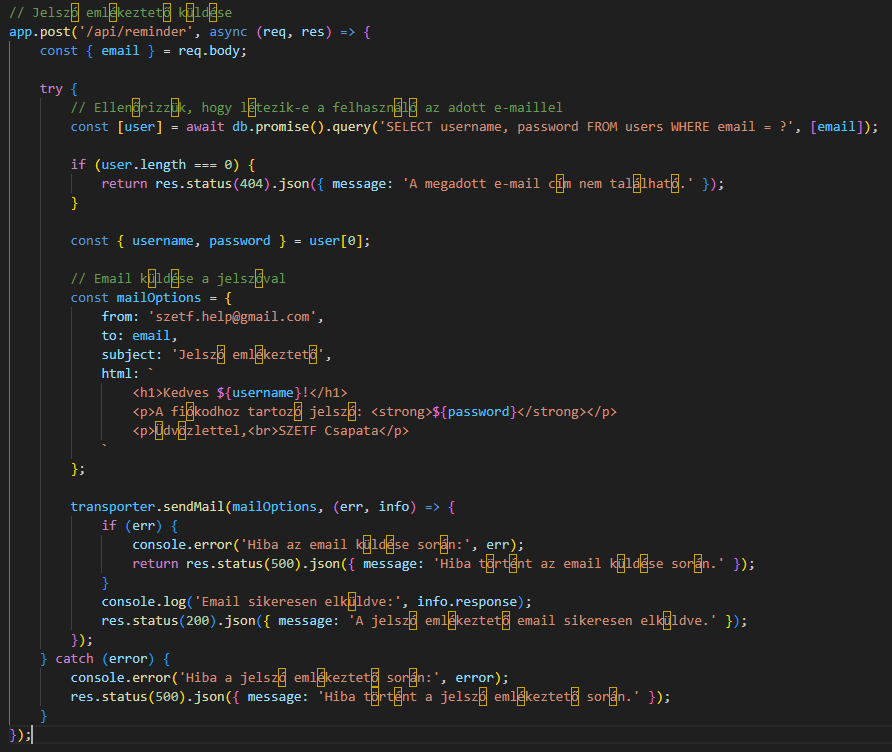 // Jelszó emlékeztető küldése
app.post('/api/reminder', async (req, res) => {
    const { email } = req.body;

    try {
        // Ellenőrizzük, hogy létezik-e a felhasználó az adott e-maillel
        const [user] = await db.promise().query('SELECT username, password FROM users WHERE email = ?', [email]);

        if (user.length === 0) {
            return res.status(404).json({ message: 'A megadott e-mail cím nem található.' });
        }

        const { username, password } = user[0];

        // Email küldése a jelszóval
        const mailOptions = {
            from: 'szetf.help@gmail.com',
            to: email,
            subject: 'Jelszó emlékeztető',
            html: `
                <h1>Kedves ${username}!</h1>
                <p>A fiókodhoz tartozó jelszó: <strong>${password}</strong></p>
                <p>Üdvözlettel,<br>SZETF Csapata</p>
            `
        };

        transporter.sendMail(mailOptions, (err, info) => {
            if (err) {
                console.error('Hiba az email küldése során:', err);
                return res.status(500).json({ message: 'Hiba történt az email küldése során.' });
            }
            console.log('Email sikeresen elküldve:', info.response);
            res.status(200).json({ message: 'A jelszó emlékeztető email sikeresen elküldve.' });
        });
    } catch (error) {
        console.error('Hiba a jelszó emlékeztető során:', error);
        res.status(500).json({ message: 'Hiba történt a jelszó emlékeztető során.' });
    }
});